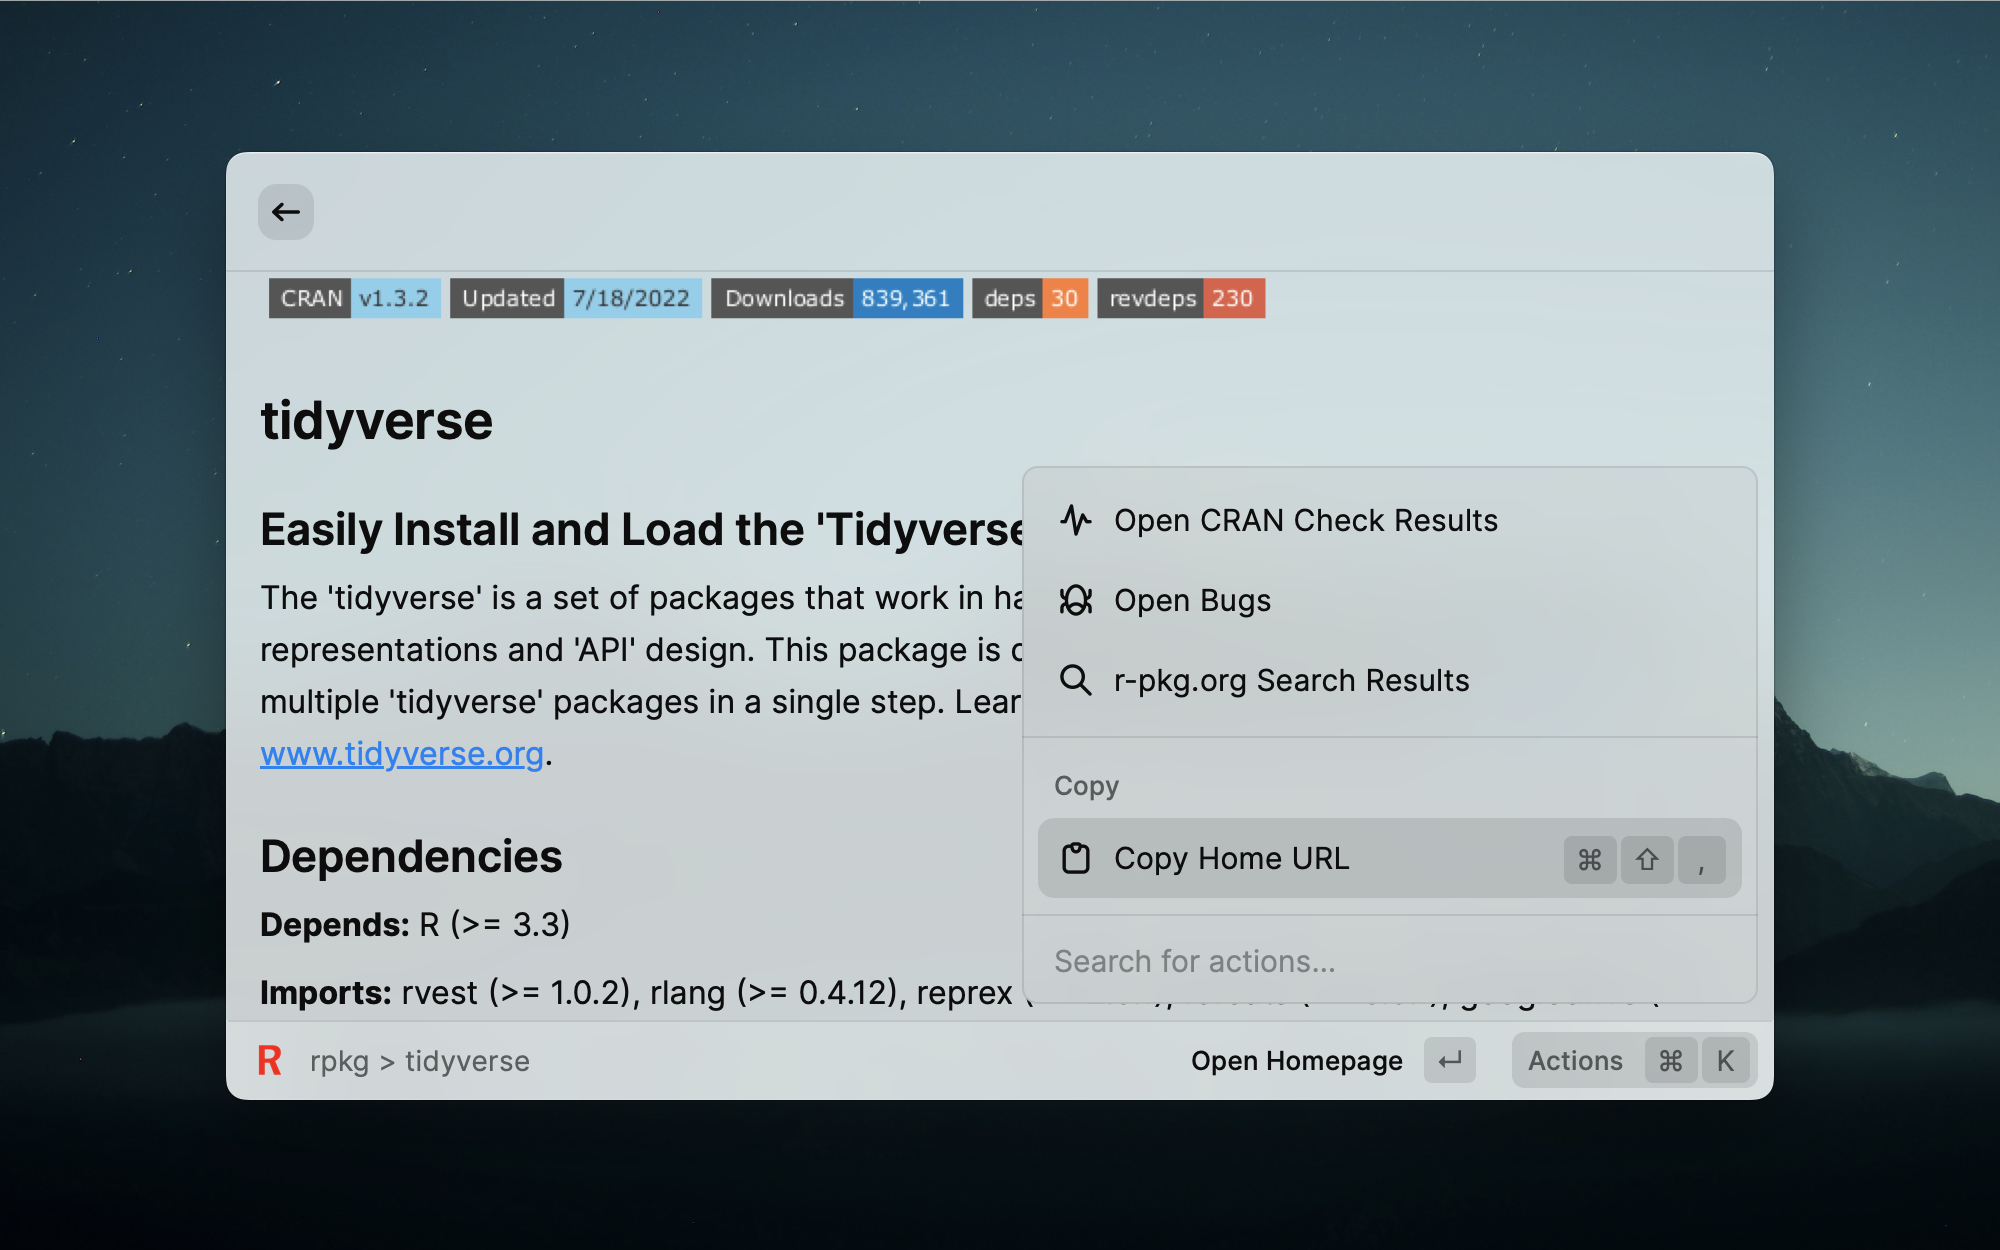 CRAN v1.3.2 Updated 7/18/2022 Downloads 839,361 deps 30 revdeps 230
tidyverse
Easily Install and Load the 'Tidyverse
The 'tidyverse' is a set of packages that work in
representations and 'API' design. This package is
multiple 'tidyverse' packages in a single step.
www.tidyverse.org.
Dependencies
Depends: R (>= 3.3)
Imports: rvest (>= 1.0.2), rlang (>= 0.4.12), reprex (
Open CRAN Check Results
Open Bugs
r-pkg.org Search Results
Copy
Copy Home URL ⌘ ⇧ ,
Search for actions...
R rpkg > tidyverse
Open Homepage ↵ Actions ⌘ K